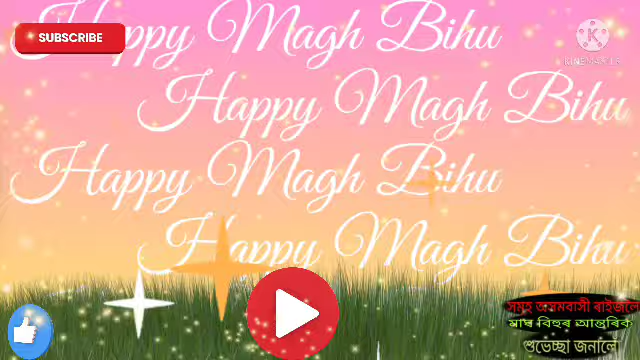 SUBSCRIBE
Happy Magh Bihu
KINEMASTER
Happy Magh Bihu
Happy Magh Bihu
Happy Magh Bihu
সমূহ অসমবাসী ৰাইজলৈ
মাঘ বিহুৰ আন্তৰিক
শুভেচ্ছা জনালো